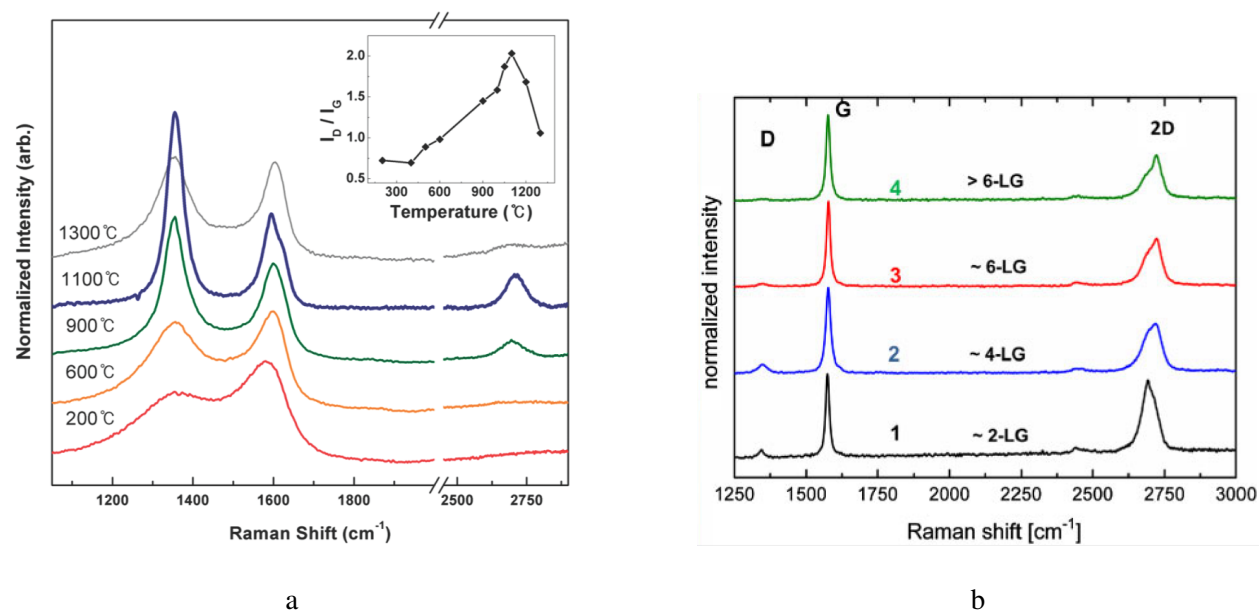 Normalized Intensity (arb.)
1300℃
1100℃
900℃
600℃
200℃
1200 1400 1600 1800 2500 2750
Raman Shift (cm⁻¹)
I_D / I_G
2.0
1.5
1.0
0.5
300 600 900 1200
Temperature (℃)
a
normalized intensity
D G 2D
4 > 6-LG
3 ~ 6-LG
2 ~ 4-LG
1 ~ 2-LG
1250 1500 1750 2000 2250 2500 2750 3000
Raman shift [cm⁻¹]
b